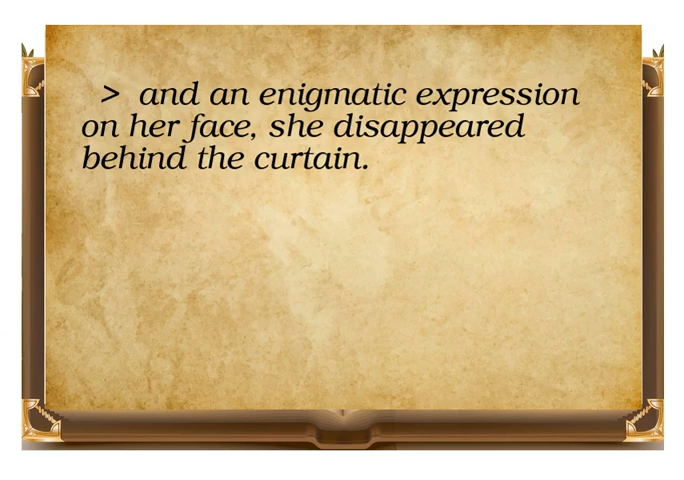 > and an enigmatic expression
on her face, she disappeared
behind the curtain.